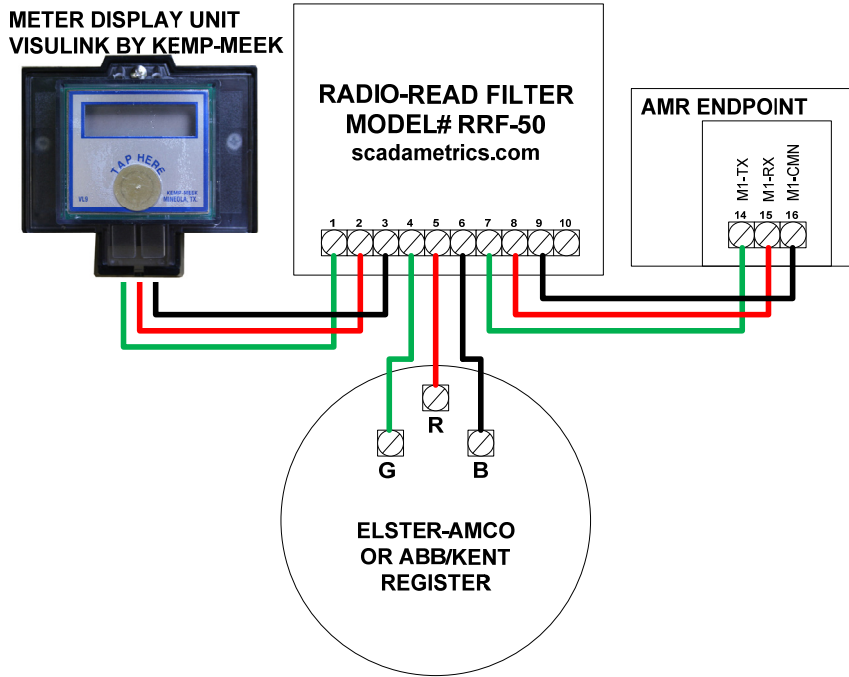 METER DISPLAY UNIT
VISULINK BY KEMP-MEEK
TAP HERE
VL9
KEMP-MEEK
MINEOLA, TX.
RADIO-READ FILTER
MODEL# RRF-50
scadametrics.com
1 2 3 4 5 6 7 8 9 10
AMR ENDPOINT
M1-TX
M1-RX
M1-CMN
14 15 16
R
G B
ELSTER-AMCO
OR ABB/KENT
REGISTER